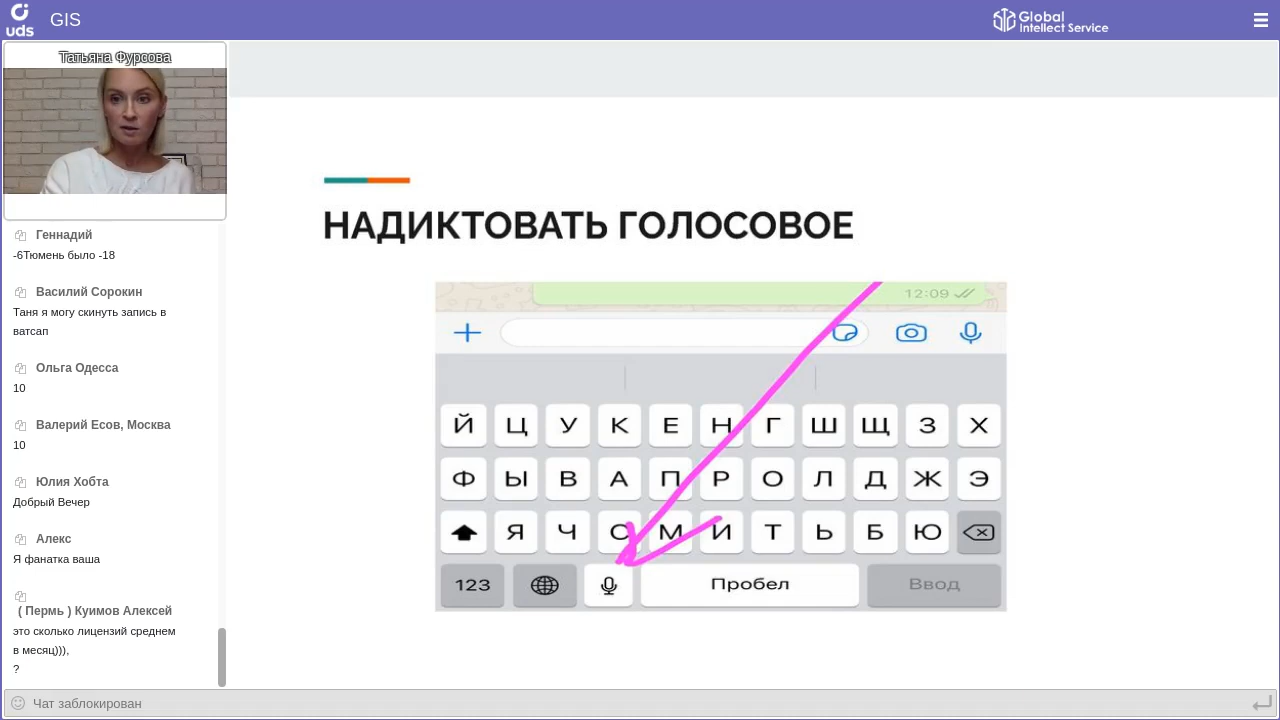 uds
GIS
Global
Intellect Service
Татьяна Фурсова
Геннадий
-6Тюмень было -18
Василий Сорокин
Таня я могу скинуть запись в
ватсап
Ольга Одесса
10
Валерий Есов, Москва
10
Юлия Хобта
Добрый Вечер
Алекс
Я фанатка ваша
( Пермь ) Куимов Алексей
это сколько лицензий среднем
в месяц))),
?
Чат заблокирован
НАДИКТОВАТЬ ГОЛОСОВОЕ
12:09
Й Ц У К Е Н Г Ш Щ З Х
Ф Ы В А П Р О Л Д Ж Э
Я Ч С М И Т Ь Б Ю
123 Пробел Ввод